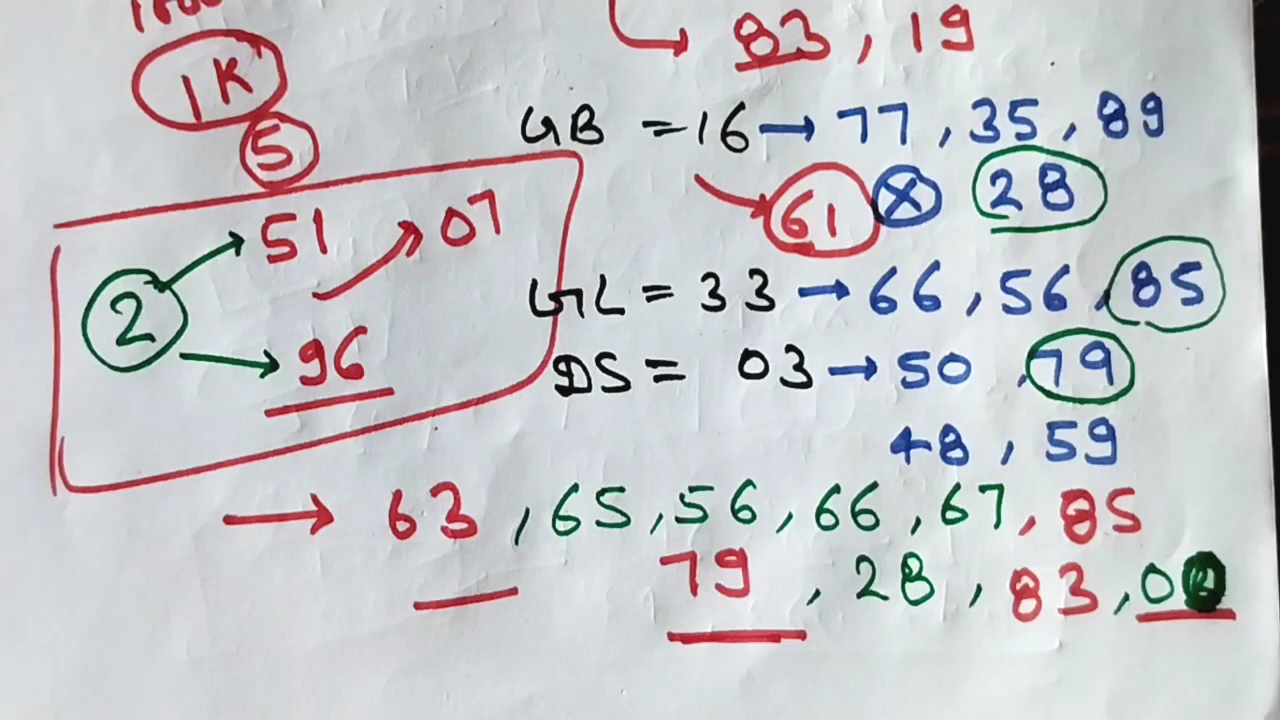 83, 19
1K
5
GB = 16 → 77, 35, 89
61 X 28
2 → 51 → 07
→ 96
GL = 33 → 66, 56, 85
DS = 03 → 50, 79
48, 59
→ 63, 65, 56, 66, 67, 85
79, 28, 83, 0